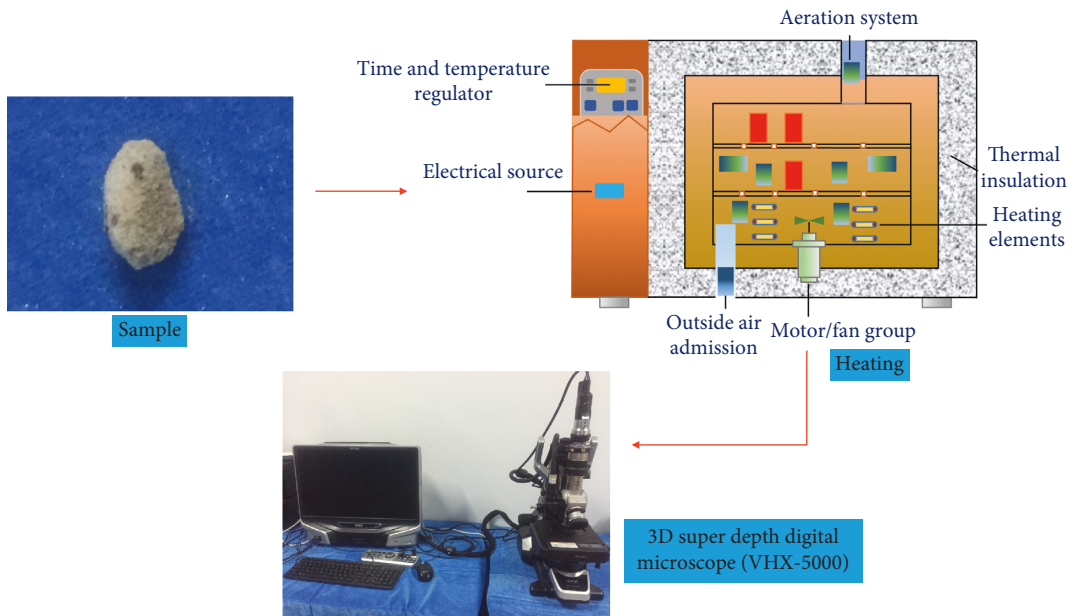 Aeration system
Time and temperature
regulator
Electrical source
Thermal
insulation
Heating
elements
Sample
Outside air
admission
Motor/fan group
Heating
3D super depth digital
microscope (VHX-5000)